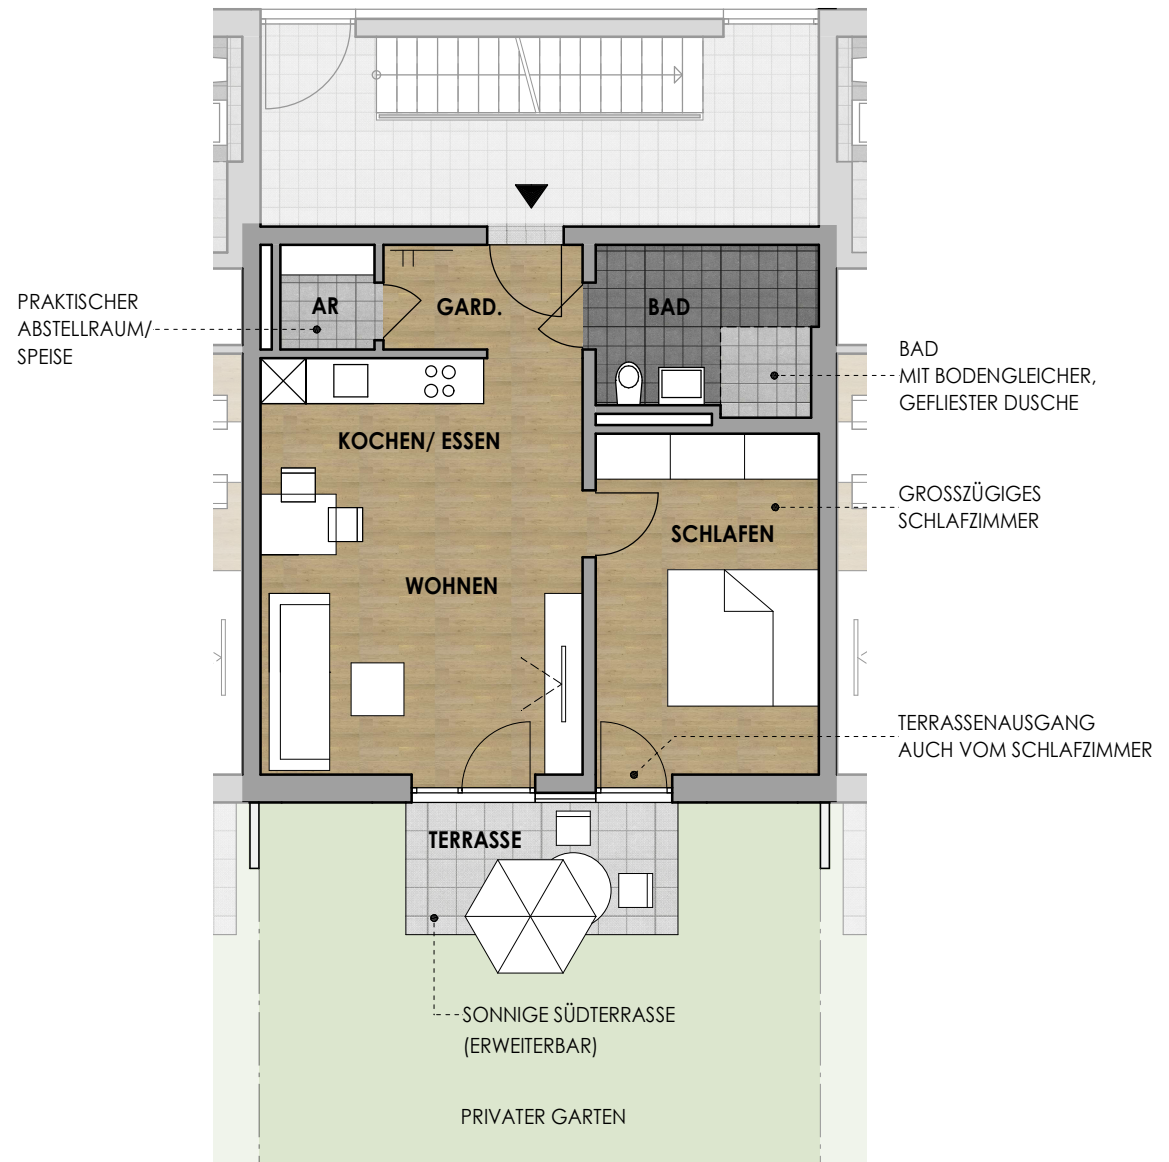 PRAKTISCHER
ABSTELLRAUM/
SPEISE
AR
GARD.
BAD
BAD
MIT BODENGLEICHER,
GEFLIESTER DUSCHE
KOCHEN/ ESSEN
GROSSZÜGIGES
SCHLAFZIMMER
SCHLAFEN
WOHNEN
TERRASSENAUSGANG
AUCH VOM SCHLAFZIMMER
TERRASSE
SONNIGE SÜDTERRASSE
(ERWEITERBAR)
PRIVATER GARTEN